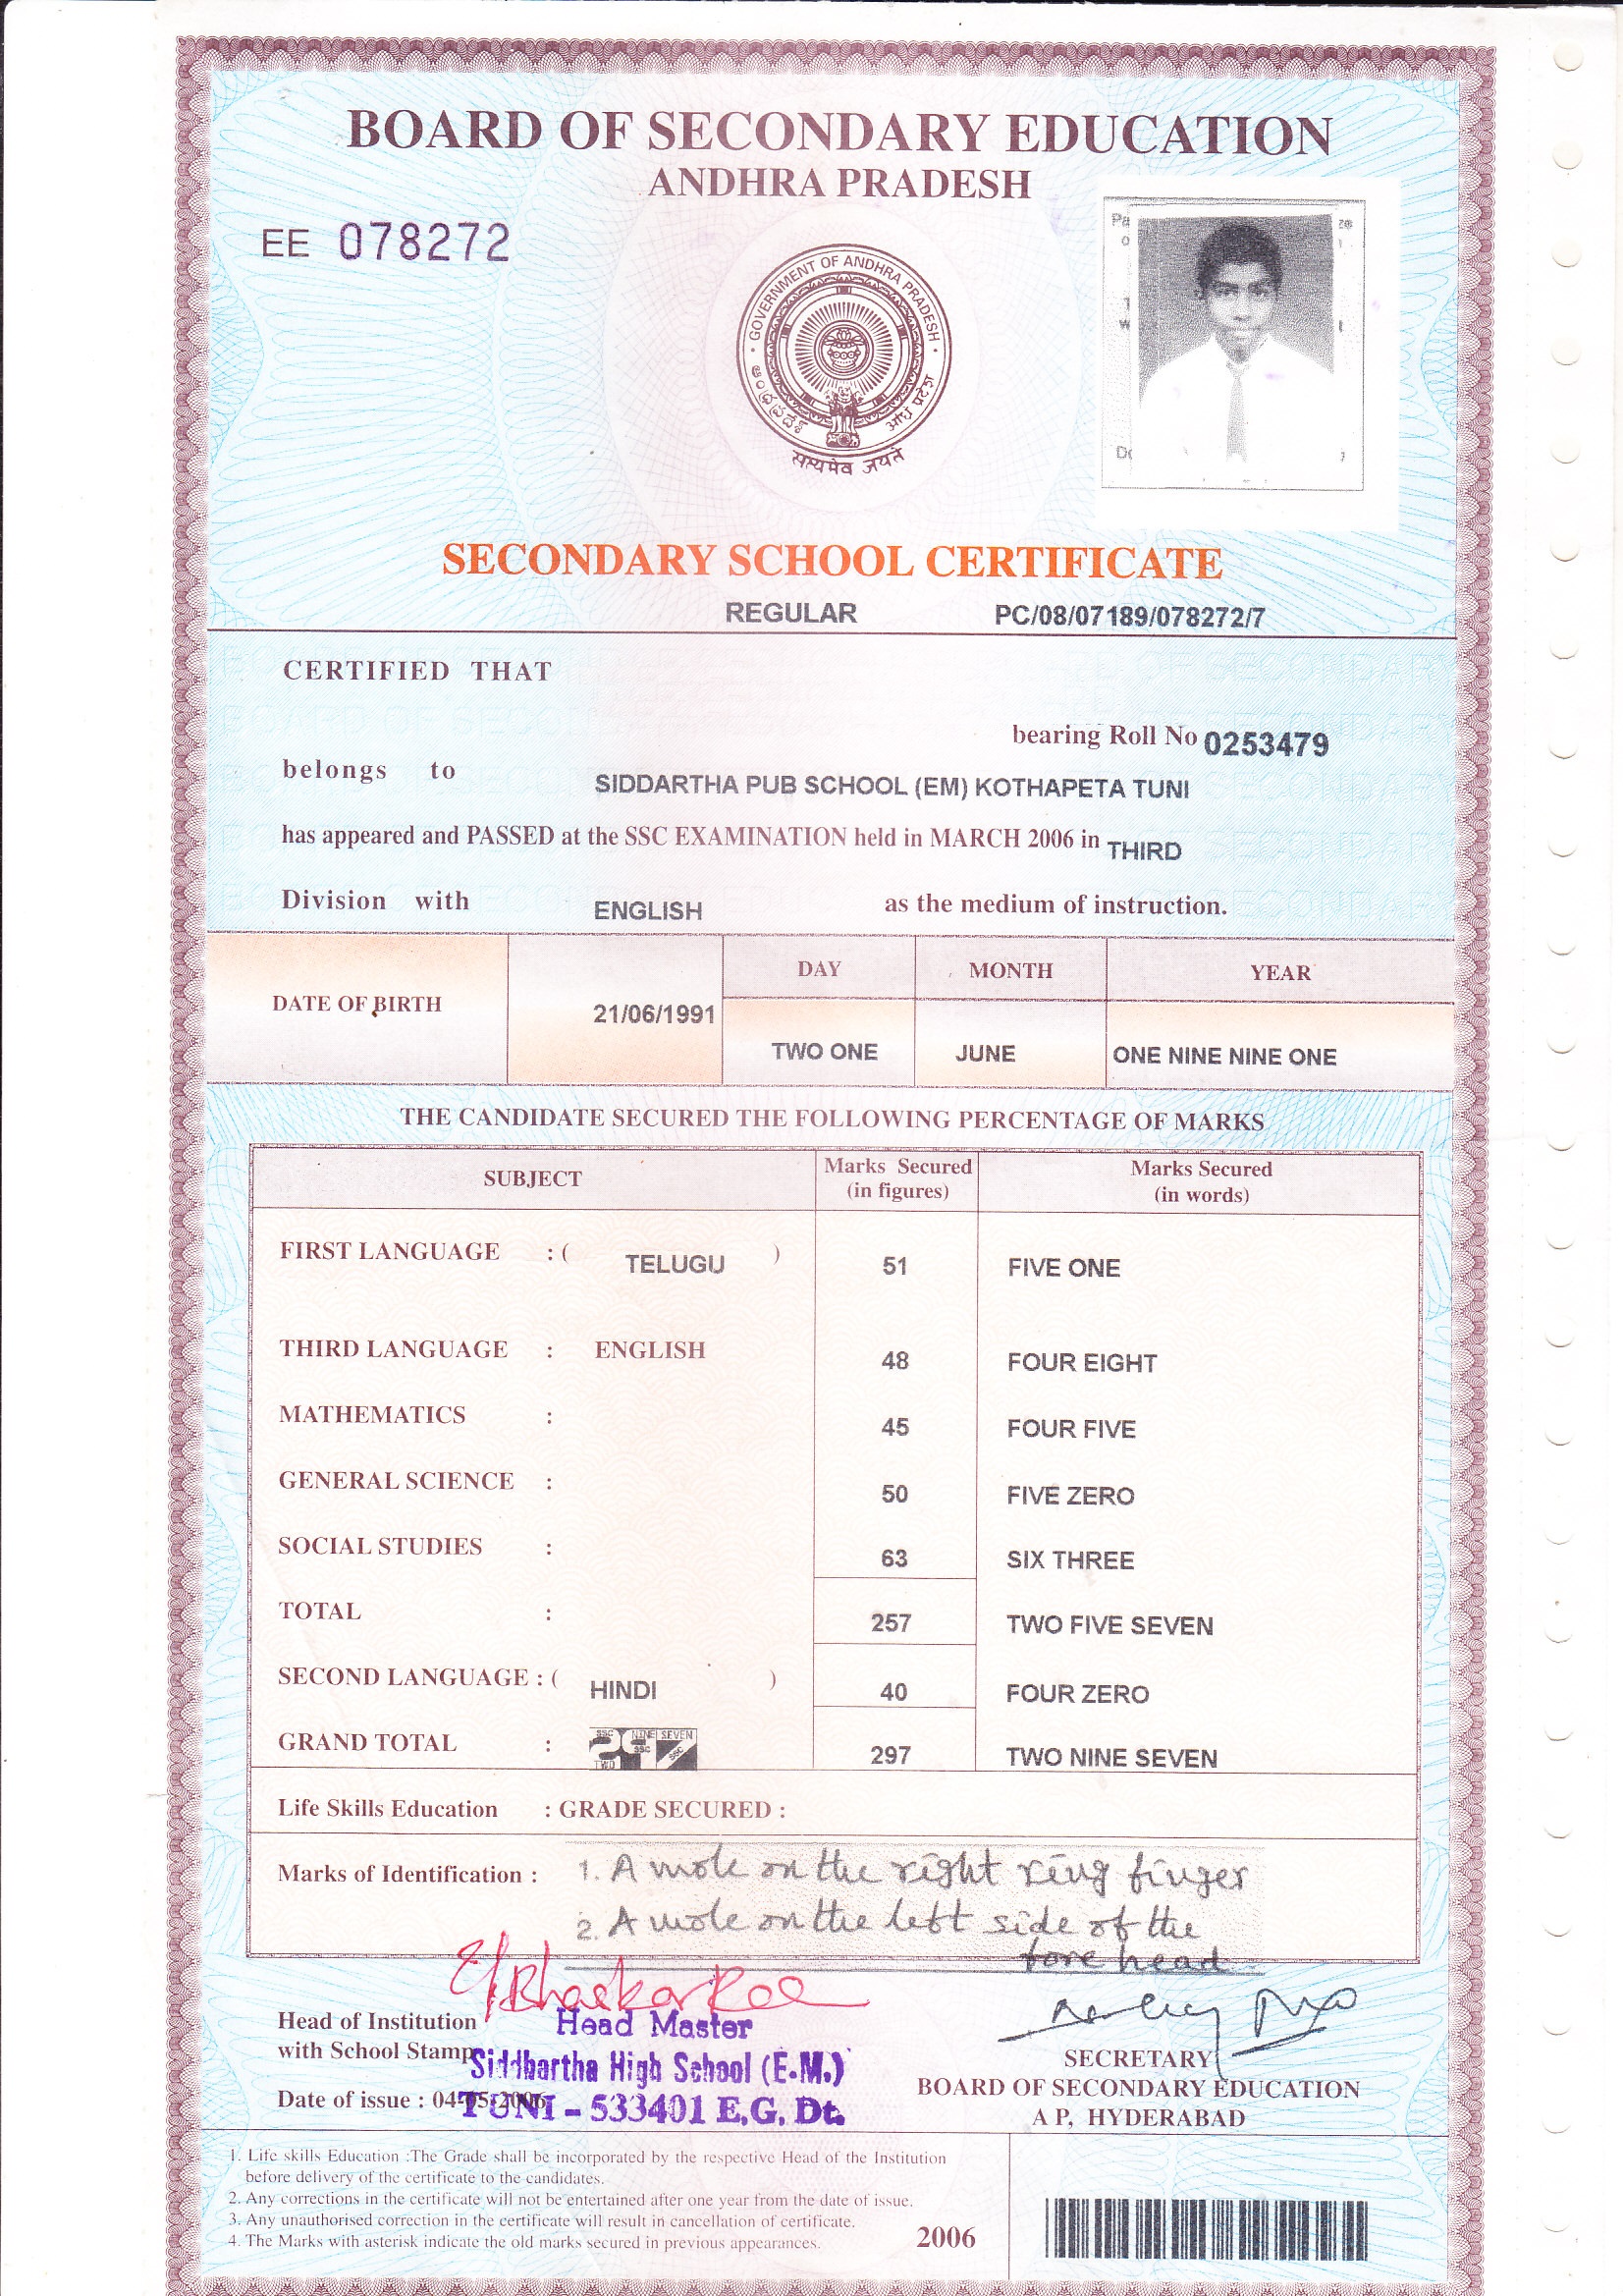 BOARD OF SECONDARY EDUCATION
ANDHRA PRADESH
EE 078272
GOVERNMENT OF ANDHRA PRADESH
ఆంధ్రప్రదేశ్ आंध्र प्रदेश
सत्यमेव जयते
SECONDARY SCHOOL CERTIFICATE
REGULAR PC/08/07189/078272/7
CERTIFIED THAT
bearing Roll No 0253479
belongs to SIDDARTHA PUB SCHOOL (EM) KOTHAPETA TUNI
has appeared and PASSED at the SSC EXAMINATION held in MARCH 2006 in THIRD
Division with ENGLISH as the medium of instruction.
DAY MONTH YEAR
DATE OF BIRTH 21/06/1991
TWO ONE JUNE ONE NINE NINE ONE
THE CANDIDATE SECURED THE FOLLOWING PERCENTAGE OF MARKS
SUBJECT Marks Secured (in figures) Marks Secured (in words)
FIRST LANGUAGE : ( TELUGU ) 51 FIVE ONE
THIRD LANGUAGE : ENGLISH 48 FOUR EIGHT
MATHEMATICS : 45 FOUR FIVE
GENERAL SCIENCE : 50 FIVE ZERO
SOCIAL STUDIES : 63 SIX THREE
TOTAL : 257 TWO FIVE SEVEN
SECOND LANGUAGE : ( HINDI ) 40 FOUR ZERO
GRAND TOTAL : 297 TWO NINE SEVEN
Life Skills Education : GRADE SECURED :
Marks of Identification : 1. A mole on the right ring finger
2. A mole on the left side of the
fore head
Head of Institution
with School Stamp
Head Master
Siddhartha High School (E.M.)
TUNI - 533401 E.G. Dt.
Date of issue : 04-05-2006
SECRETARY
BOARD OF SECONDARY EDUCATION
A P, HYDERABAD
1. Life skills Education :The Grade shall be incorporated by the respective Head of the Institution
before delivery of the certificate to the candidates.
2. Any corrections in the certificate will not be entertained after one year from the date of issue.
3. Any unauthorised correction in the certificate will result in cancellation of certificate.
4. The Marks with asterisk indicate the old marks secured in previous appearances.
2006